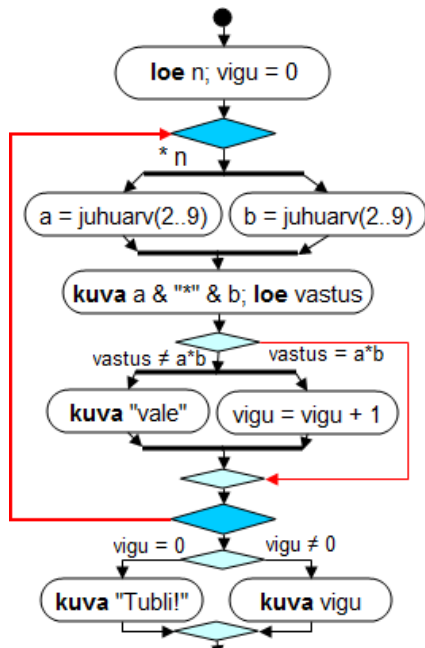 loe n; vigu = 0
* n
a = juhuarv(2..9)
b = juhuarv(2..9)
kuva a & "*" & b; loe vastus
vastus ≠ a*b
vastus = a*b
kuva "vale"
vigu = vigu + 1
vigu = 0
vigu ≠ 0
kuva "Tubli!"
kuva vigu